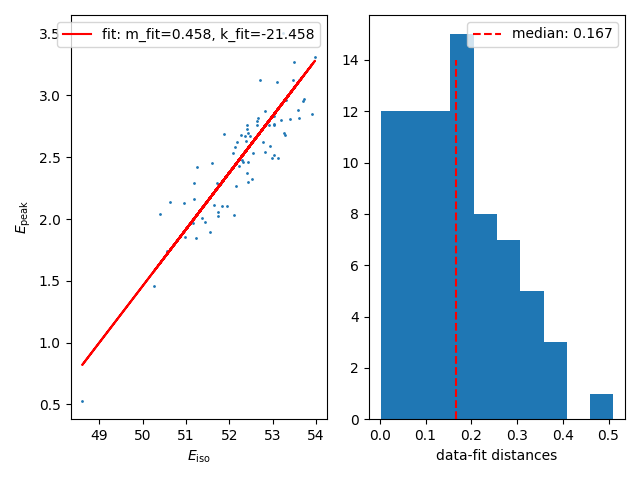 fit: m_fit=0.458, k_fit=-21.458
3.5
3.0
2.5
2.0
1.5
1.0
0.5
E_peak
49 50 51 52 53 54
E_iso
median: 0.167
14
12
10
8
6
4
2
0
0.0 0.1 0.2 0.3 0.4 0.5
data-fit distances